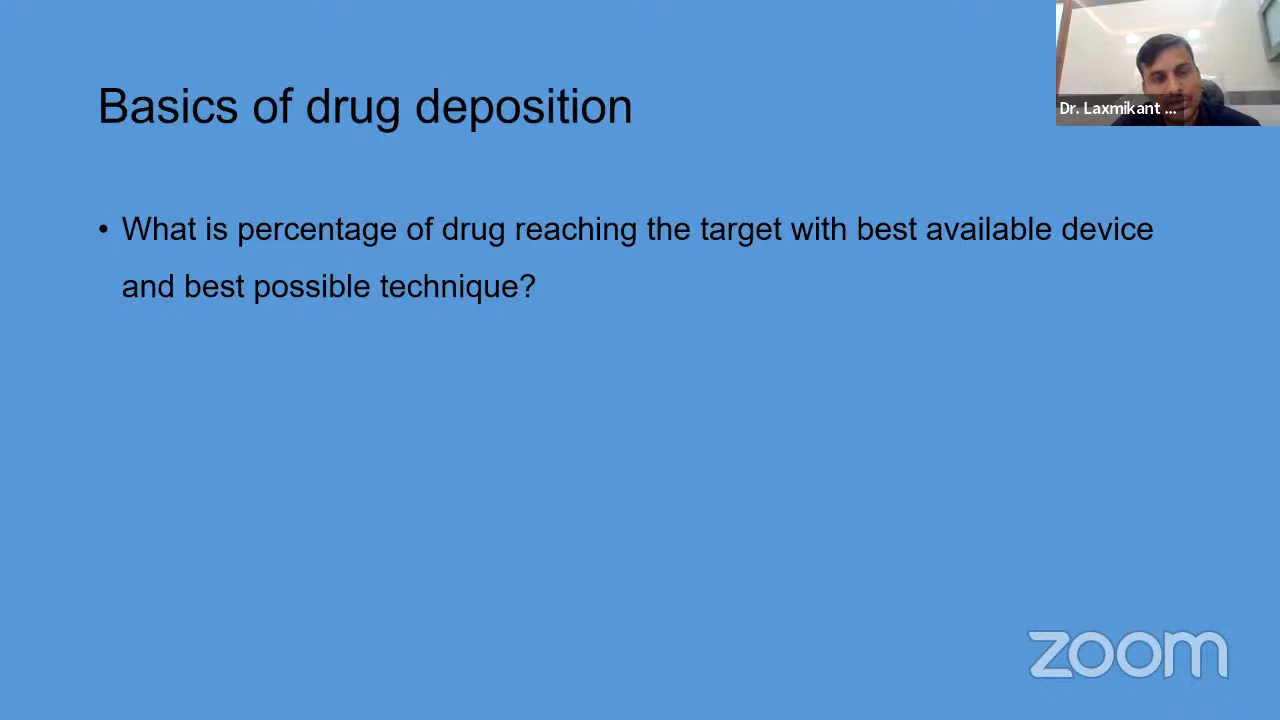 Basics of drug deposition
Dr. Laxmikant ...
• What is percentage of drug reaching the target with best available device
and best possible technique?
zoom